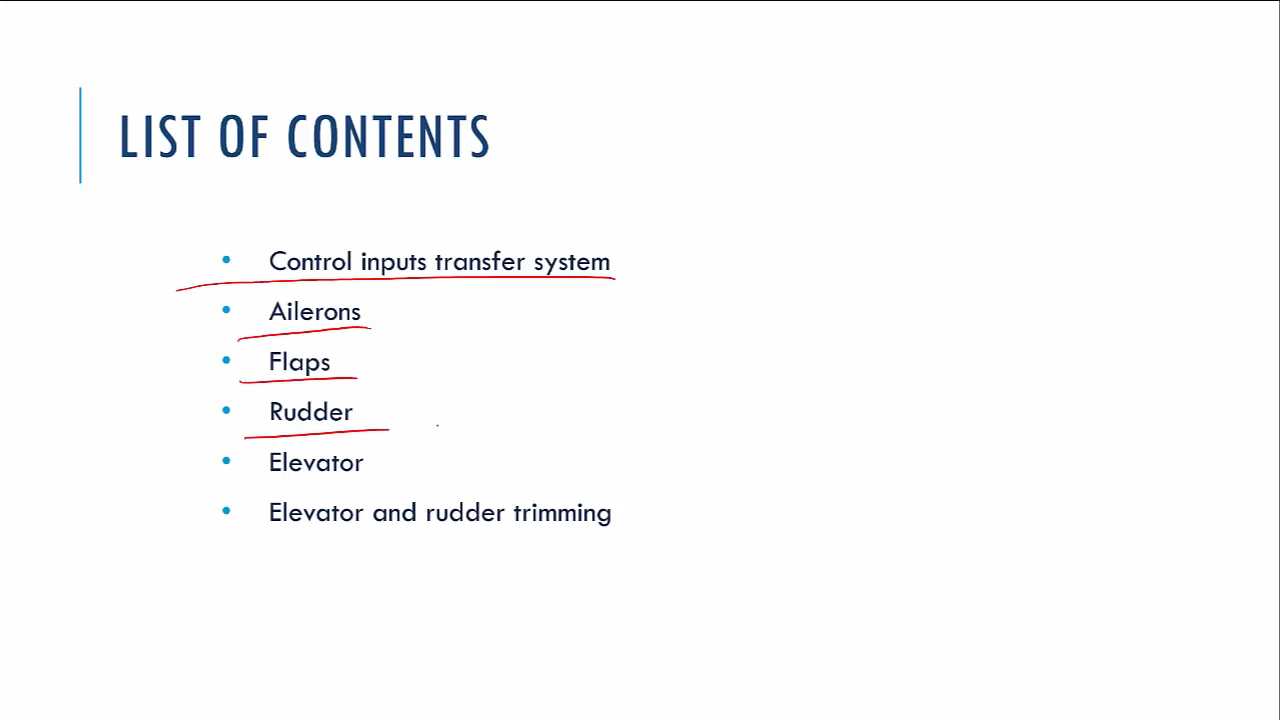 LIST OF CONTENTS
• Control inputs transfer system
• Ailerons
• Flaps
• Rudder
• Elevator
• Elevator and rudder trimming